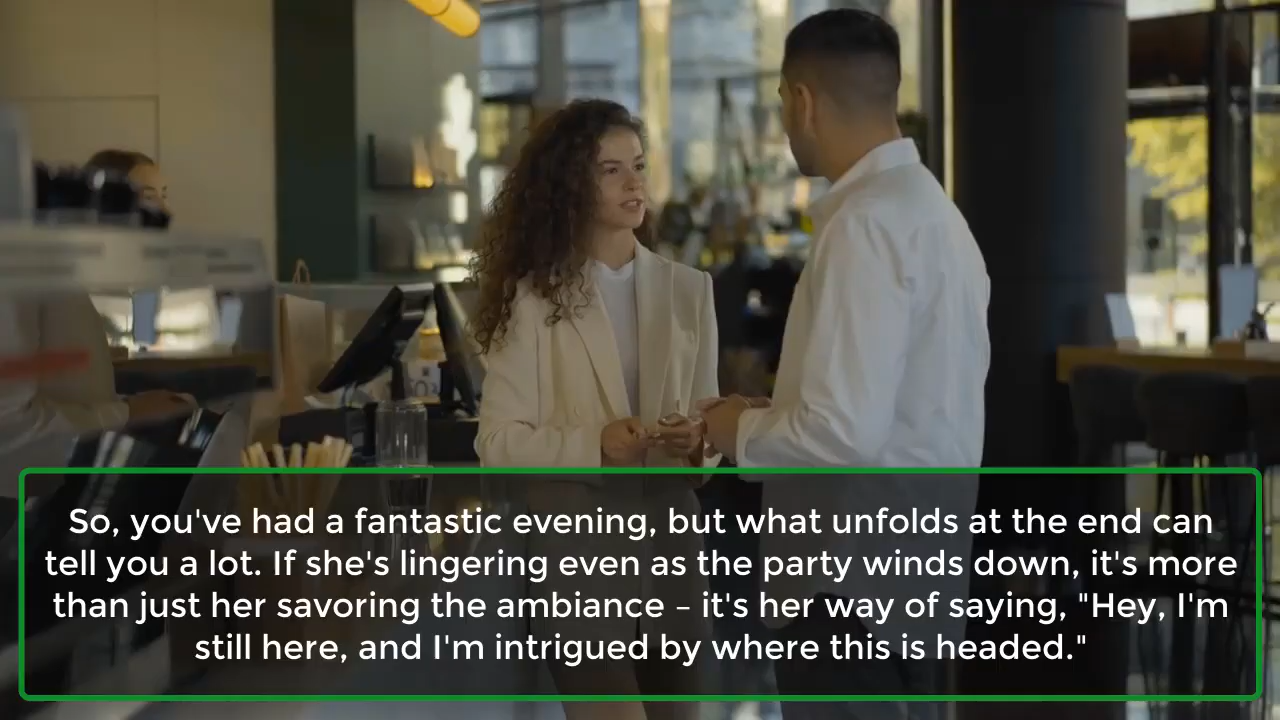 So, you've had a fantastic evening, but what unfolds at the end can
tell you a lot. If she's lingering even as the party winds down, it's more
than just her savoring the ambiance – it's her way of saying, "Hey, I'm
still here, and I'm intrigued by where this is headed."